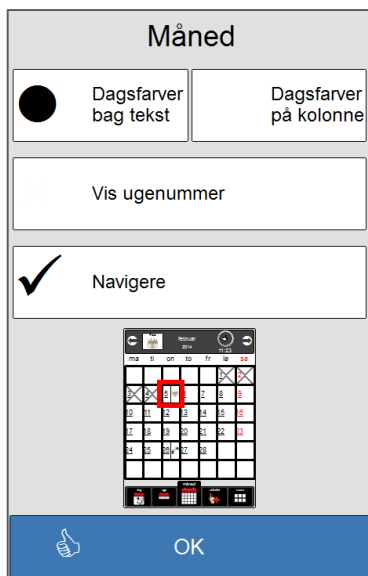 Måned
Dagsfarver bag tekst
Dagsfarver på kolonne
Vis ugenummer
Navigere
februar
2014
11:23
ma ti on to fr lø sø
1 2
3 4 5 6 7 8 9
10 11 12 13 14 15 16
17 18 19 20 21 22 23
24 25 26 27 28
måned
OK